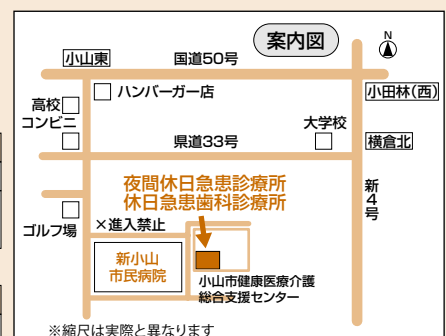 案内図
N
小山東
国道50号
ハンバーガー店
小田林(西)
高校
コンビニ
大学校
県道33号
横倉北
夜間休日急患診療所
休日急患歯科診療所
新4号
ゴルフ場
×進入禁止
新小山
市民病院
小山市健康医療介護
総合支援センター
※縮尺は実際と異なります